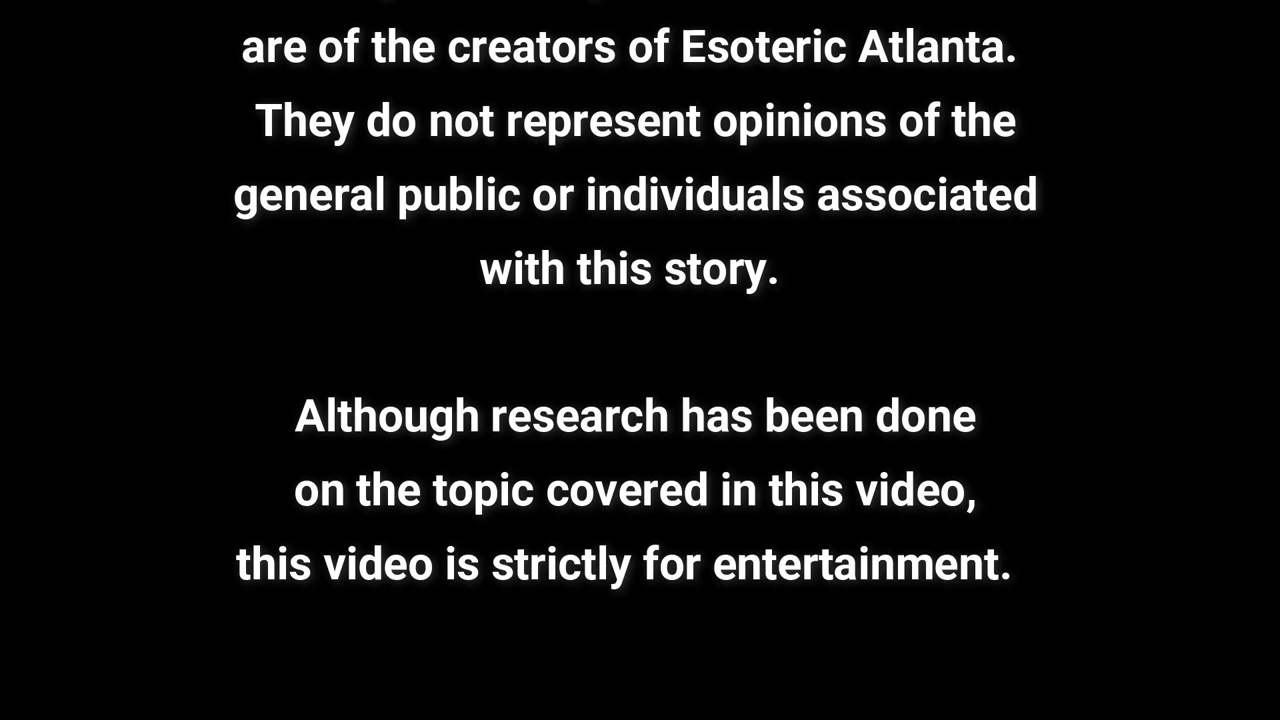 are of the creators of Esoteric Atlanta.
They do not represent opinions of the
general public or individuals associated
with this story.
Although research has been done
on the topic covered in this video,
this video is strictly for entertainment.